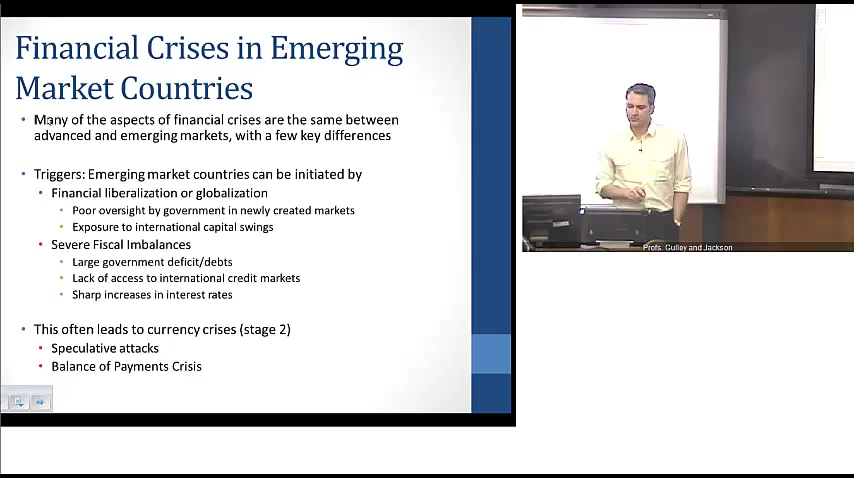 Financial Crises in Emerging
Market Countries
• Many of the aspects of financial crises are the same between
advanced and emerging markets, with a few key differences
• Triggers: Emerging market countries can be initiated by
• Financial liberalization or globalization
• Poor oversight by government in newly created markets
• Exposure to international capital swings
• Severe Fiscal Imbalances
• Large government deficit/debts
• Lack of access to international credit markets
• Sharp increases in interest rates
• This often leads to currency crises (stage 2)
• Speculative attacks
• Balance of Payments Crisis
Profs. Gulley and Jackson